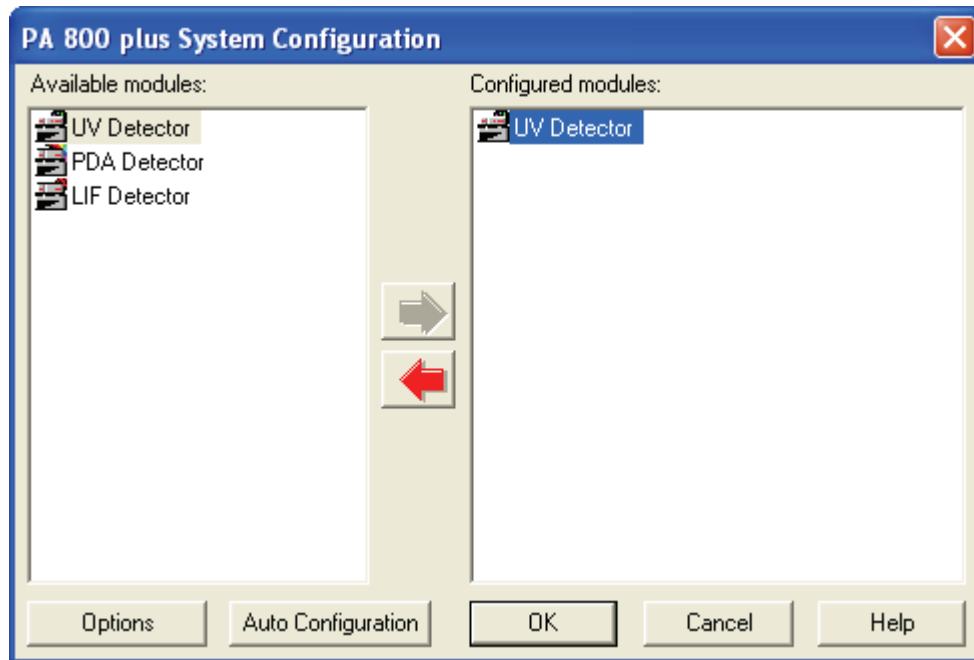 PA 800 plus System Configuration
Available modules:
UV Detector
PDA Detector
LIF Detector
Configured modules:
UV Detector
Options
Auto Configuration
OK
Cancel
Help